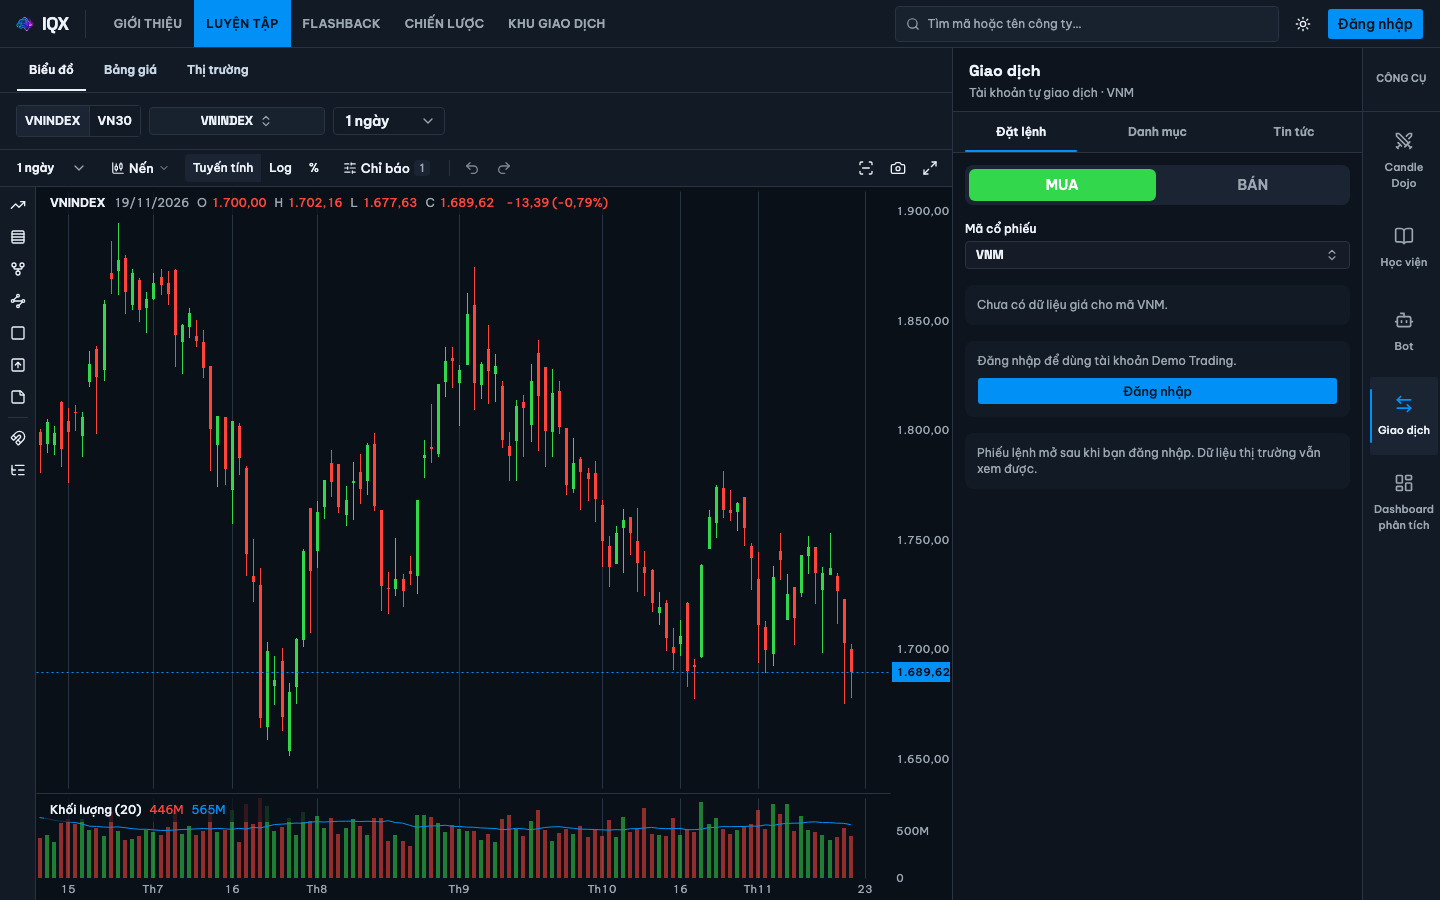 IQX
GIỚI THIỆU
LUYỆN TẬP
FLASHBACK
CHIẾN LƯỢC
KHU GIAO DỊCH
Tìm mã hoặc tên công ty...
Đăng nhập
Biểu đồ
Bảng giá
Thị trường
VNINDEX
VN30
VNINDEX
1 ngày
1 ngày
Nến
Tuyến tính
Log
%
Chỉ báo 1
VNINDEX 19/11/2026 O 1.700,00 H 1.702,16 L 1.677,63 C 1.689,62 -13,39 (-0,79%)
1.900,00
1.850,00
1.800,00
1.750,00
1.700,00
1.689,62
1.650,00
Khối lượng (20) 446M 565M
500M
0
15 Th7 16 Th8 Th9 Th10 16 Th11 23
Giao dịch
Tài khoản tự giao dịch · VNM
Đặt lệnh
Danh mục
Tin tức
MUA
BÁN
Mã cổ phiếu
VNM
Chưa có dữ liệu giá cho mã VNM.
Đăng nhập để dùng tài khoản Demo Trading.
Đăng nhập
Phiếu lệnh mở sau khi bạn đăng nhập. Dữ liệu thị trường vẫn
xem được.
CÔNG CỤ
Candle
Dojo
Học viện
Bot
Giao dịch
Dashboard
phân tích